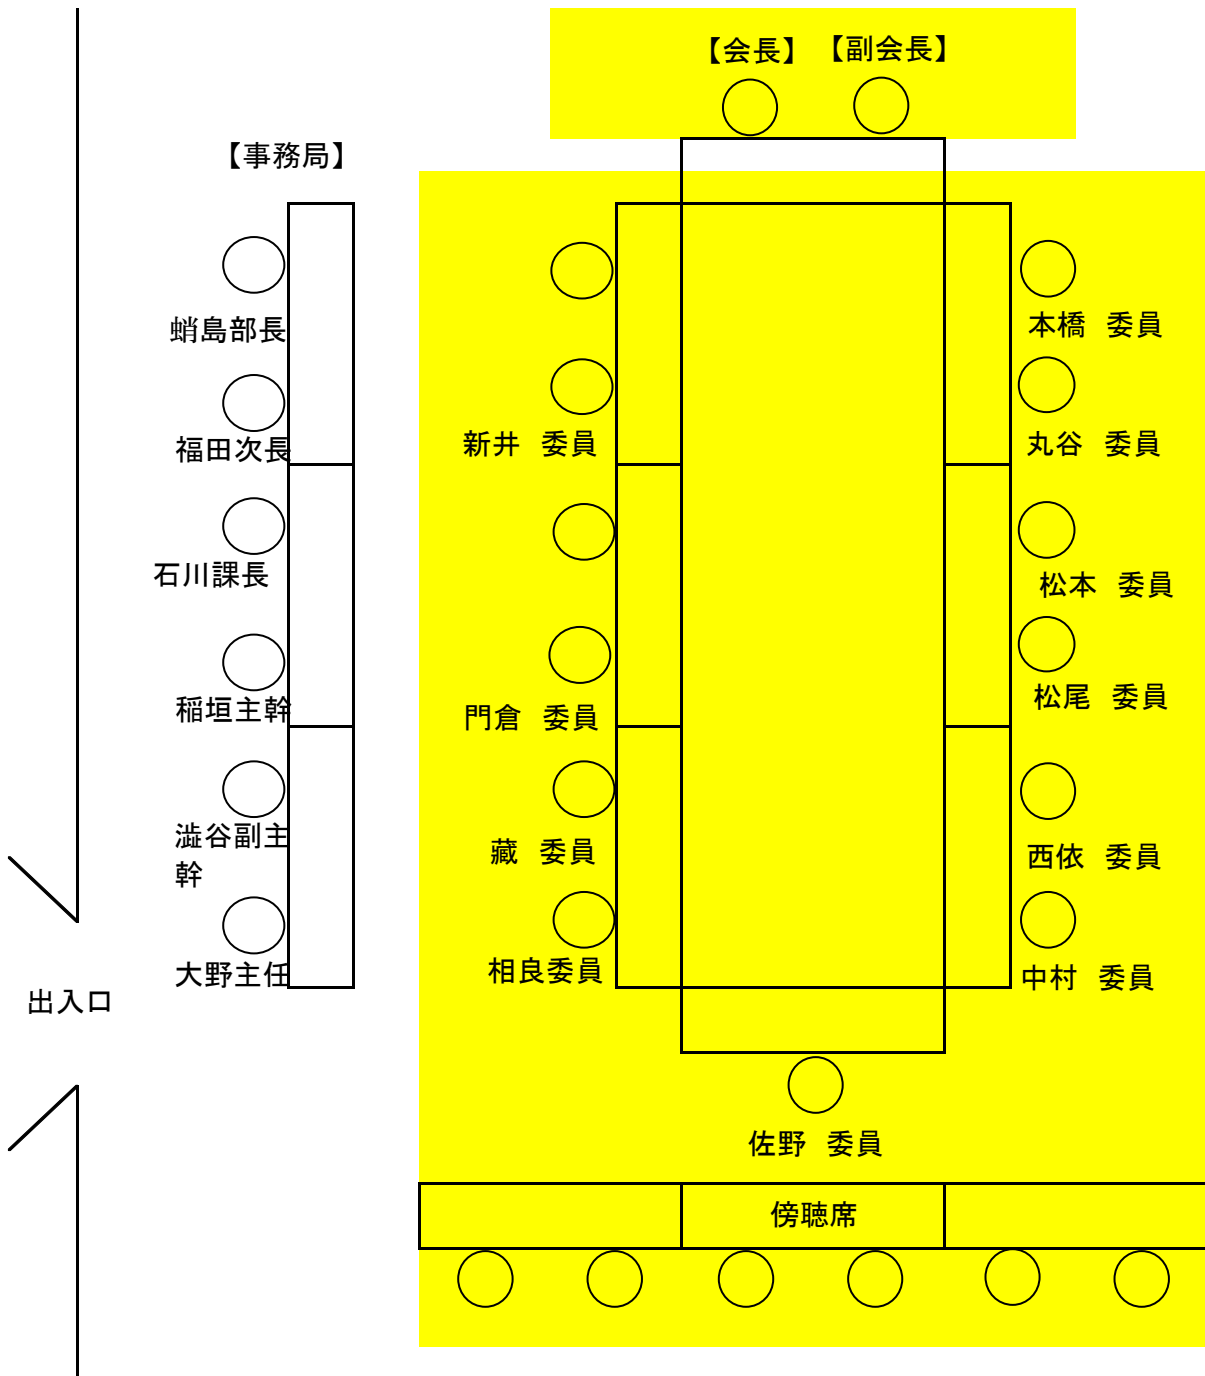 【会長】 【副会長】
【事務局】
蛸島部長
福田次長
石川課長
稲垣主幹
澁谷副主
幹
大野主任
出入口
新井 委員
門倉 委員
藏 委員
相良委員
本橋 委員
丸谷 委員
松本 委員
松尾 委員
西依 委員
中村 委員
佐野 委員
傍聴席